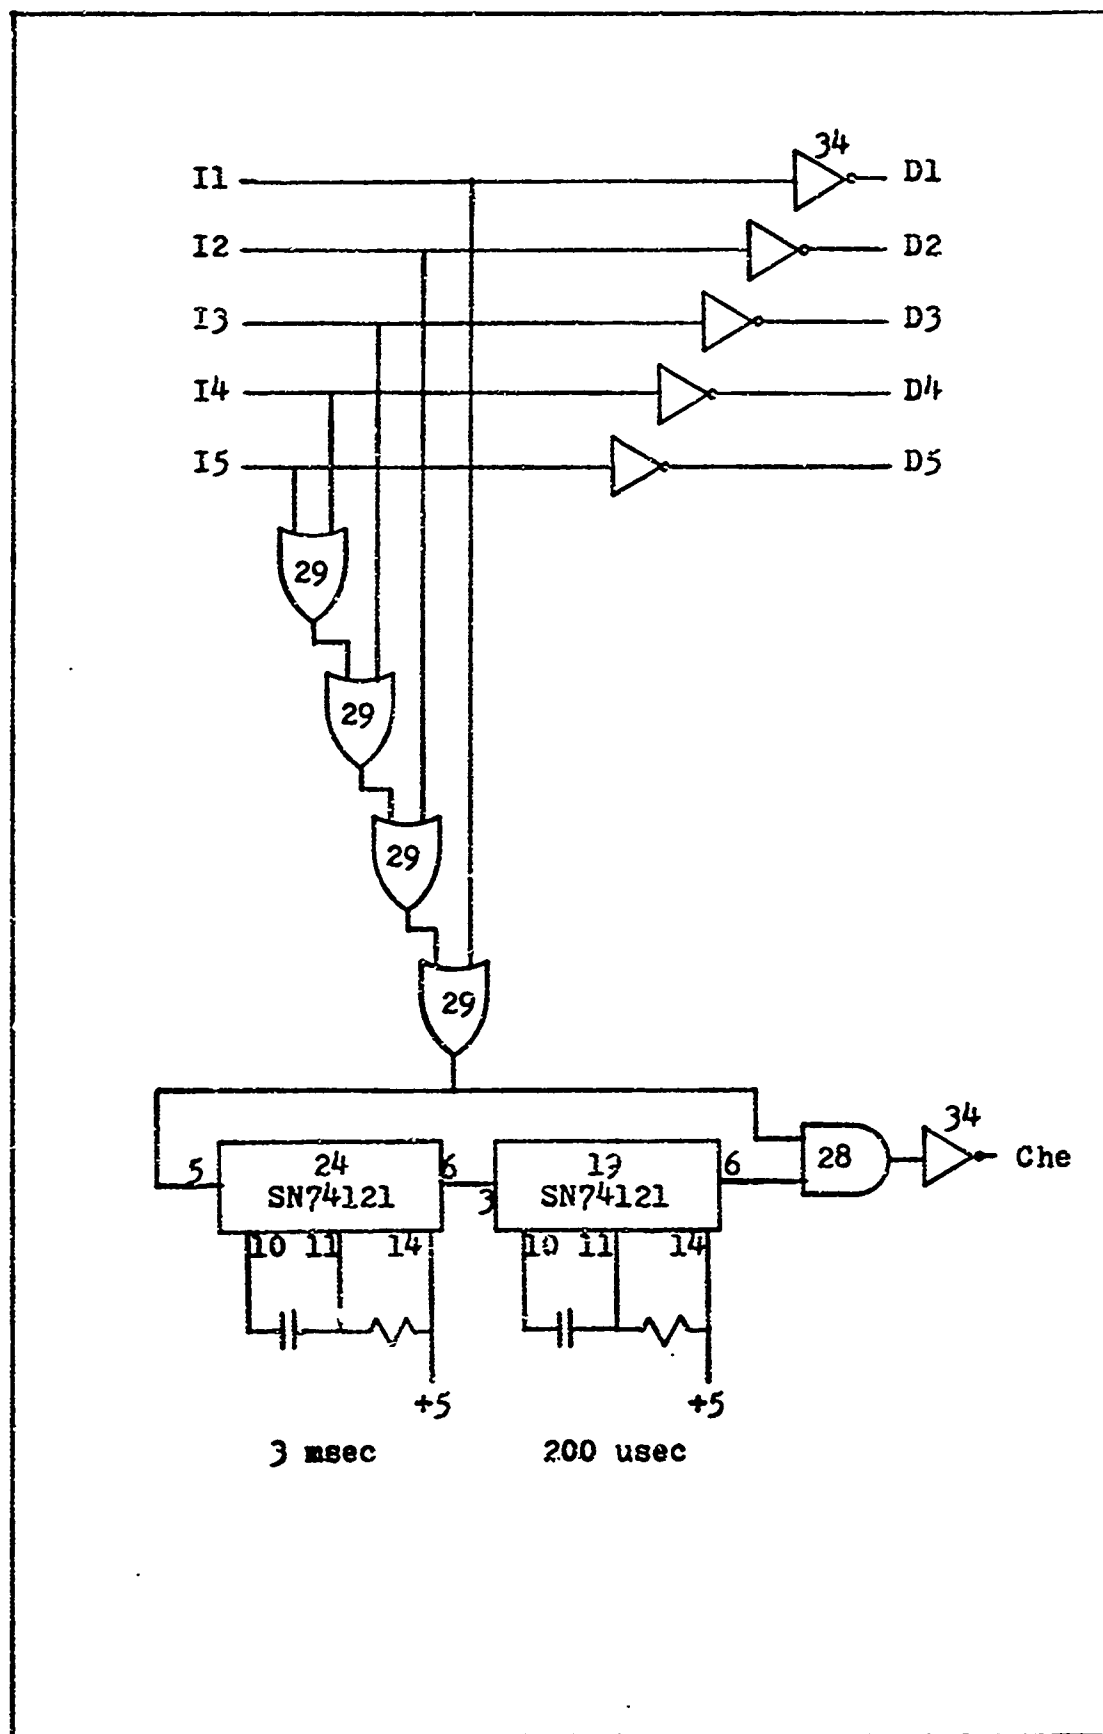 34
I1 D1
I2 D2
I3 D3
I4 D4
I5 D5
29
29
29
29
34
5 24 6 3 19 6 28 Che
SN74121 SN74121
10 11 14 10 11 14
+5 +5
3 msec 200 usec